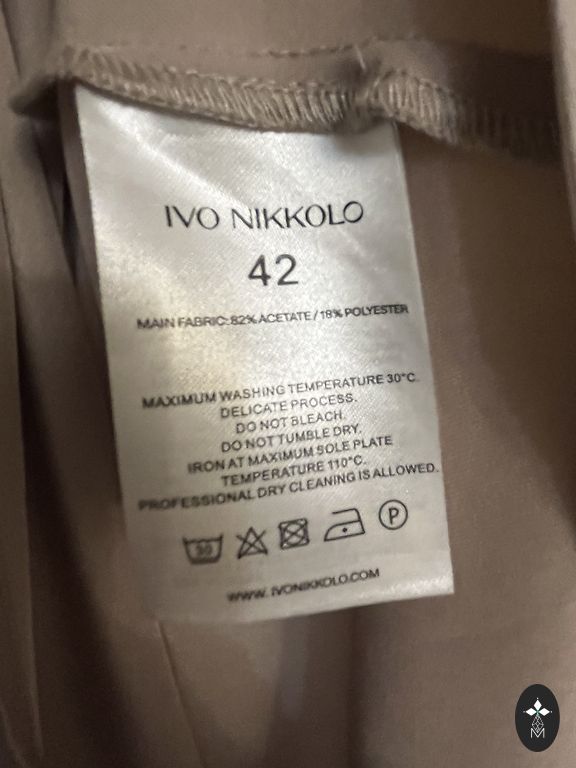 IVO NIKKOLO
42
MAIN FABRIC: 82% ACETATE / 18% POLYESTER
MAXIMUM WASHING TEMPERATURE 30°C.
DELICATE PROCESS.
DO NOT BLEACH.
DO NOT TUMBLE DRY.
IRON AT MAXIMUM SOLE PLATE
TEMPERATURE 110°C.
PROFESSIONAL DRY CLEANING IS ALLOWED.
30 P
WWW.IVONIKKOLO.COM
M